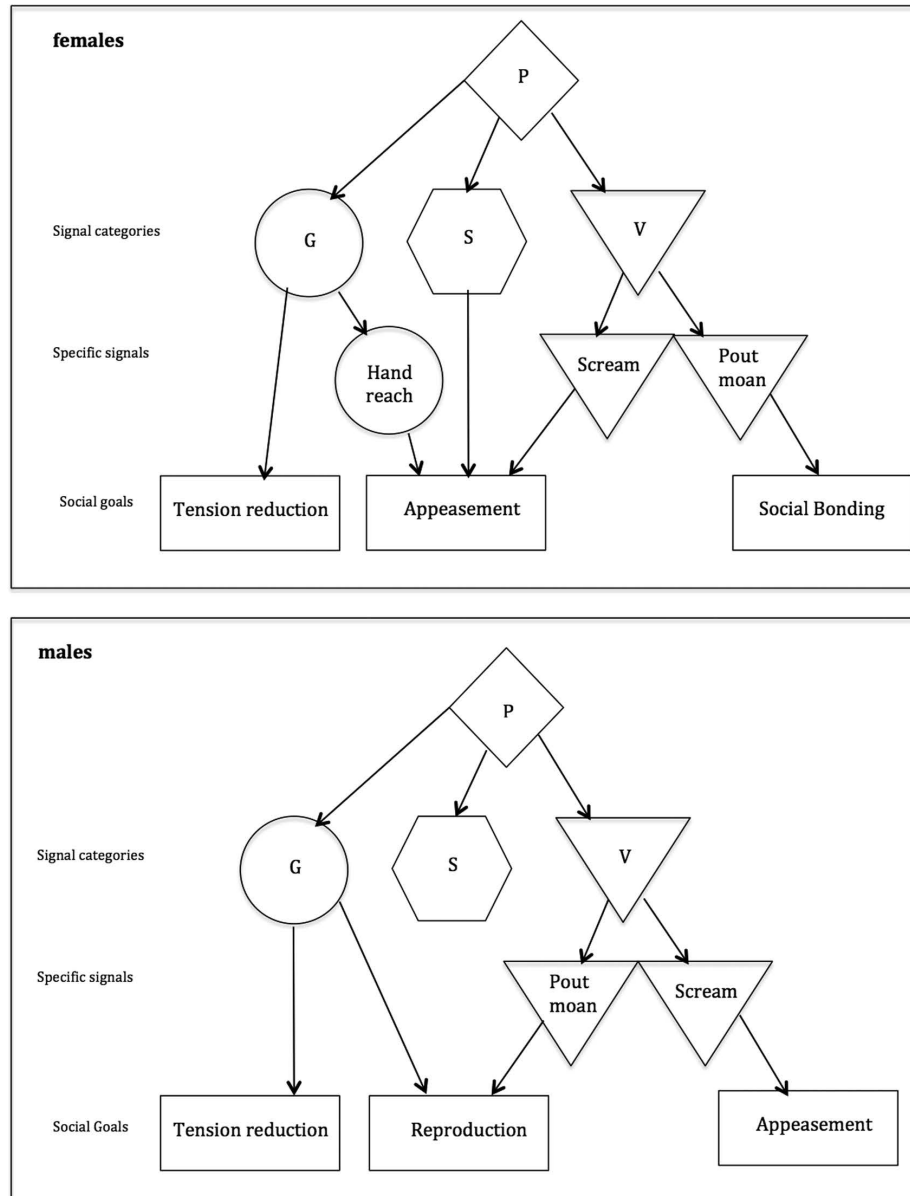 females
P
Signal categories
G
S
V
Specific signals
Hand
reach
Scream
Pout
moan
Social goals
Tension reduction
Appeasement
Social Bonding
males
P
Signal categories
G
S
V
Specific signals
Pout
moan
Scream
Social Goals
Tension reduction
Reproduction
Appeasement